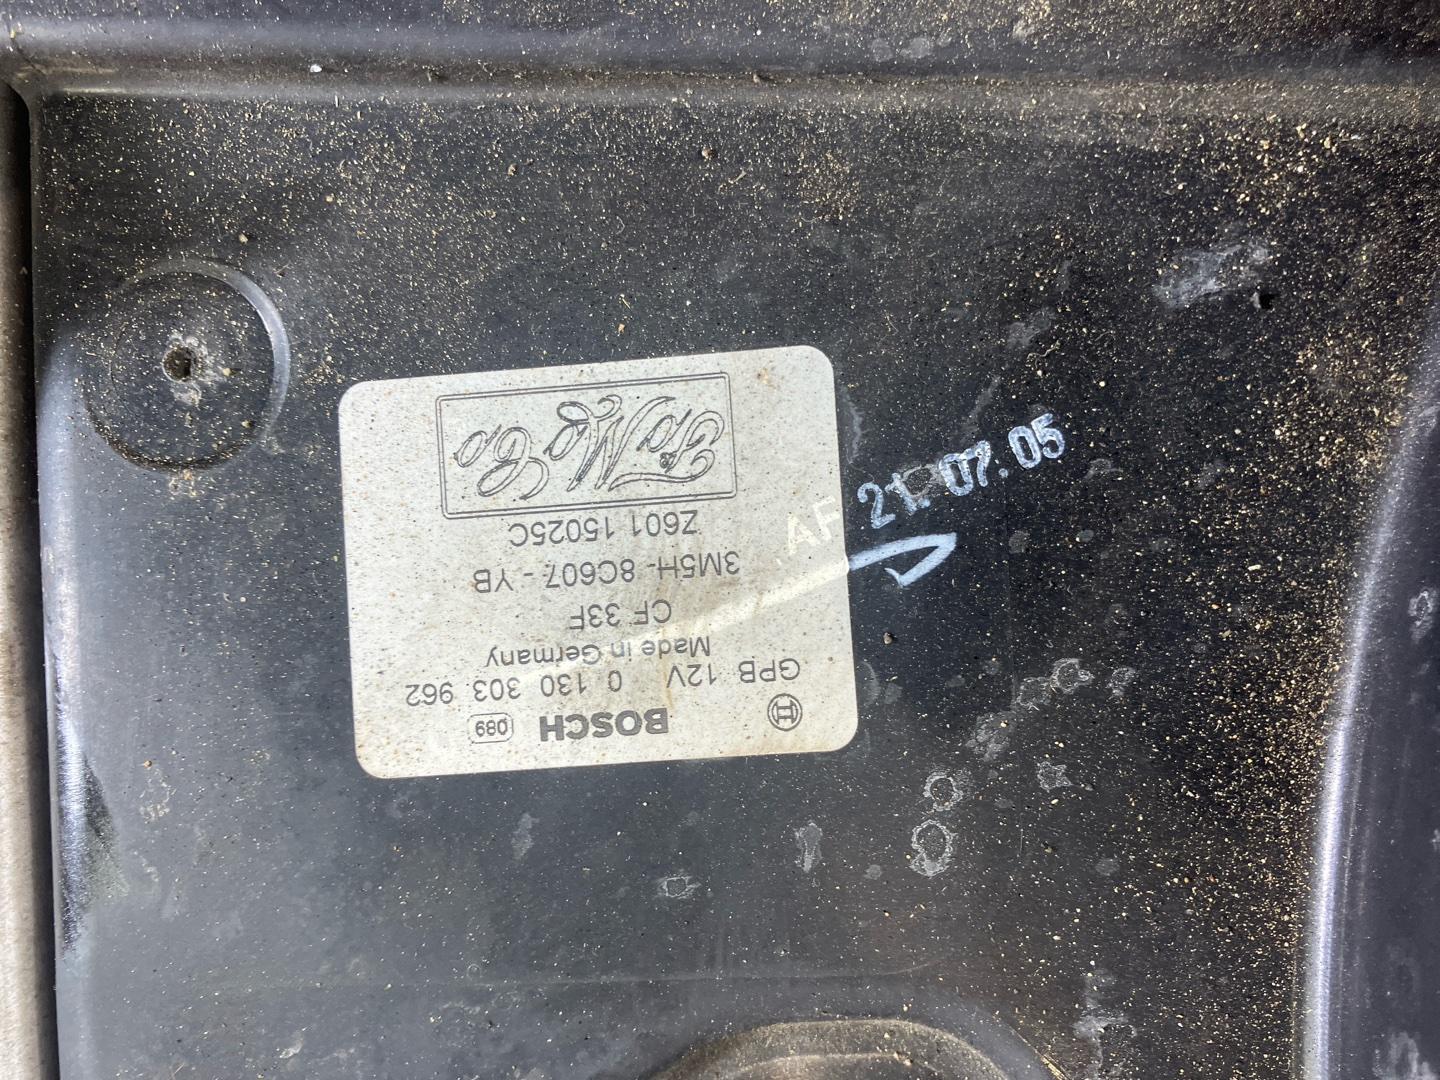 BOSCH 089
GPB 12V 0 130 303 962
Made in Germany
CF 33F
3M5H-8C607-YB
Z601 15025C
FoMoCo
AF 21.07.05